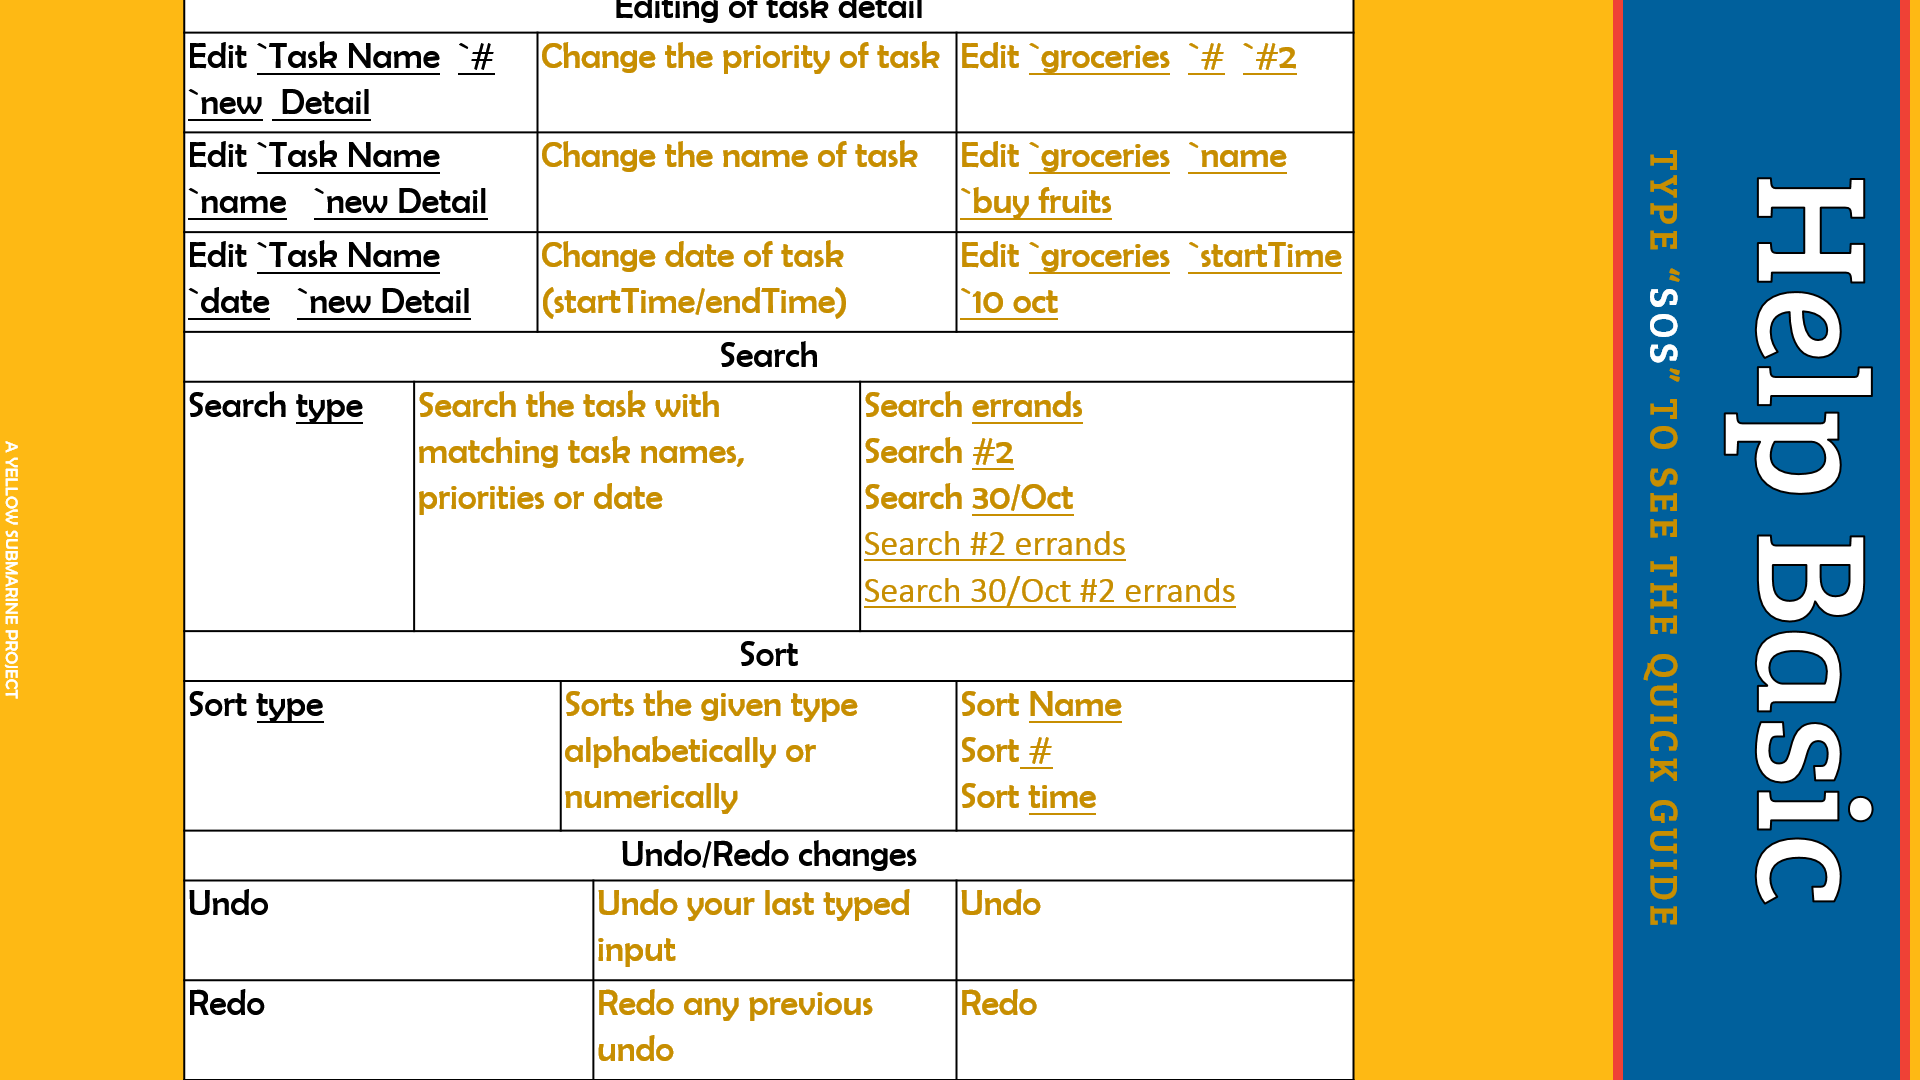 Editing of task detail
Edit `Task Name `#
`new Detail
Change the priority of task
Edit `groceries `# `#2
Edit `Task Name
`name `new Detail
Change the name of task
Edit `groceries `name
`buy fruits
Edit `Task Name
`date `new Detail
Change date of task
(startTime/endTime)
Edit `groceries `startTime
`10 oct
Search
Search type
Search the task with
matching task names,
priorities or date
Search errands
Search #2
Search 30/Oct
Search #2 errands
Search 30/Oct #2 errands
Sort
Sort type
Sorts the given type
alphabetically or
numerically
Sort Name
Sort #
Sort time
Undo/Redo changes
Undo
Undo your last typed
input
Undo
Redo
Redo any previous
undo
Redo
Help Basic
TYPE "SOS" TO SEE THE QUICK GUIDE
A YELLOW SUBMARINE PROJECT